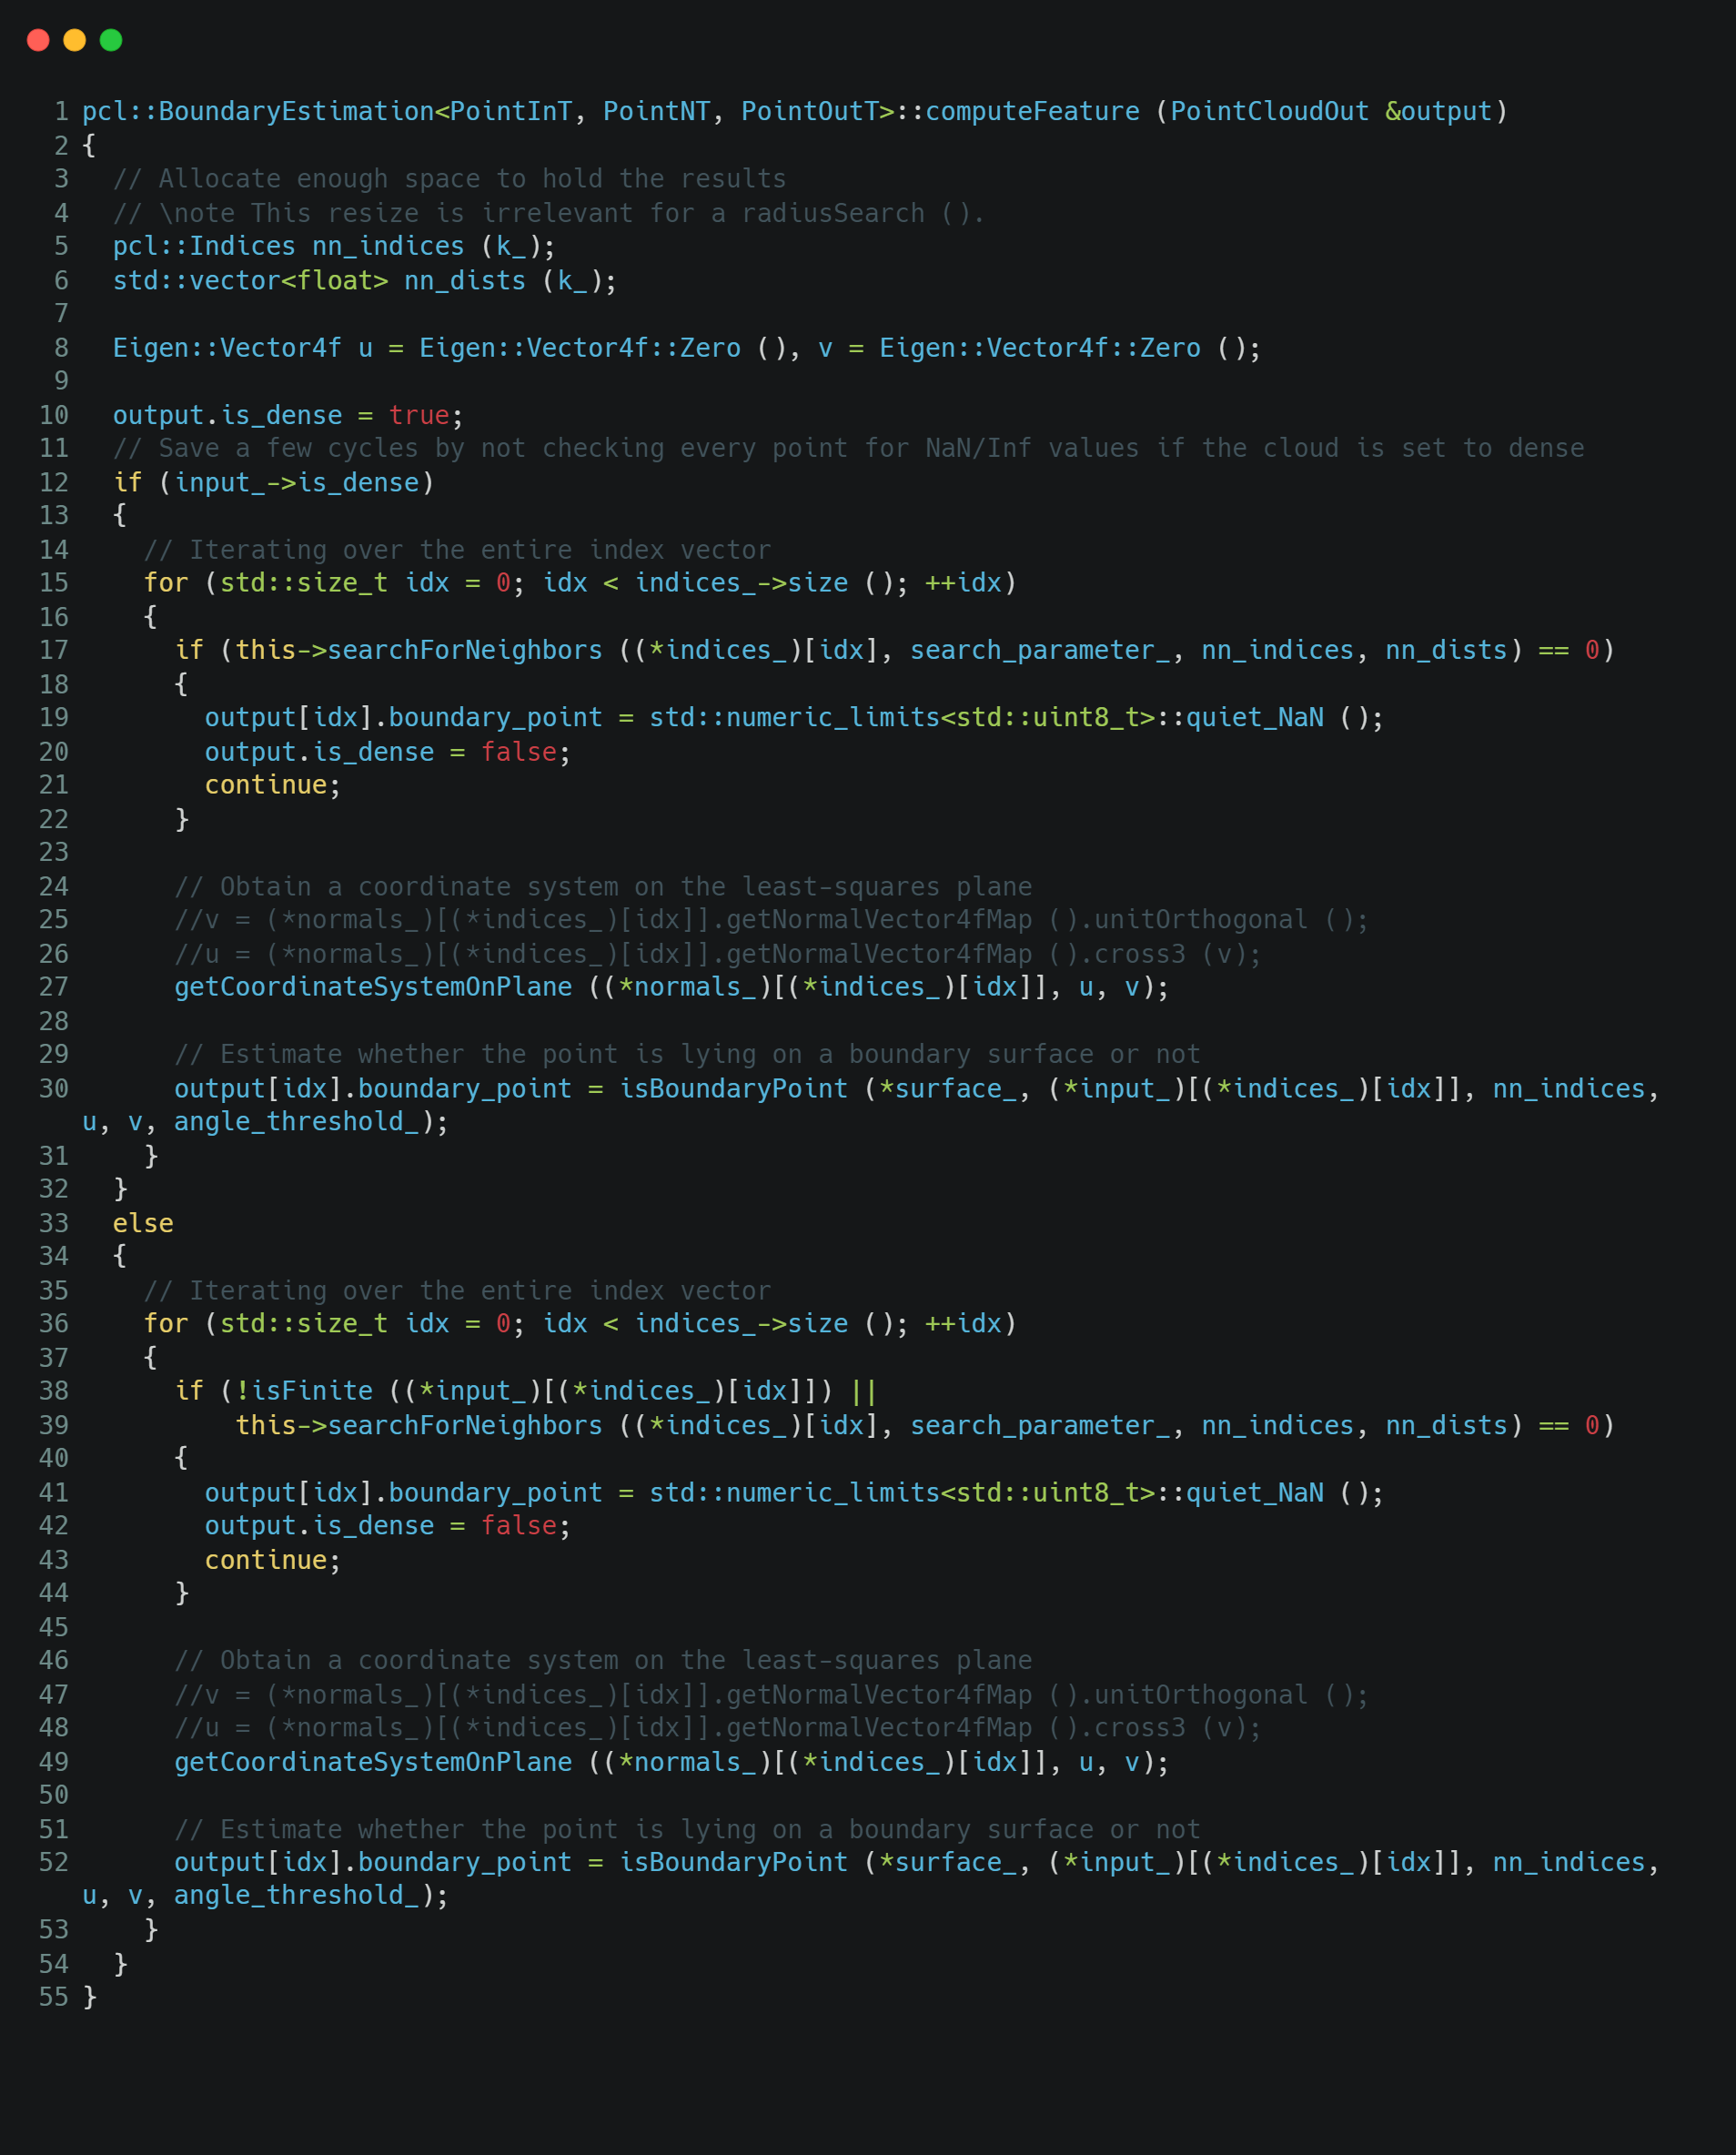 1 pcl::BoundaryEstimation<PointInT, PointNT, PointOutT>::computeFeature (PointCloudOut &output)
2 {
3   // Allocate enough space to hold the results
4   // \note This resize is irrelevant for a radiusSearch ().
5   pcl::Indices nn_indices (k_);
6   std::vector<float> nn_dists (k_);
7
8   Eigen::Vector4f u = Eigen::Vector4f::Zero (), v = Eigen::Vector4f::Zero ();
9
10   output.is_dense = true;
11   // Save a few cycles by not checking every point for NaN/Inf values if the cloud is set to dense
12   if (input_->is_dense)
13   {
14     // Iterating over the entire index vector
15     for (std::size_t idx = 0; idx < indices_->size (); ++idx)
16     {
17       if (this->searchForNeighbors ((*indices_)[idx], search_parameter_, nn_indices, nn_dists) == 0)
18       {
19         output[idx].boundary_point = std::numeric_limits<std::uint8_t>::quiet_NaN ();
20         output.is_dense = false;
21         continue;
22       }
23
24       // Obtain a coordinate system on the least-squares plane
25       //v = (*normals_)[(*indices_)[idx]].getNormalVector4fMap ().unitOrthogonal ();
26       //u = (*normals_)[(*indices_)[idx]].getNormalVector4fMap ().cross3 (v);
27       getCoordinateSystemOnPlane ((*normals_)[(*indices_)[idx]], u, v);
28
29       // Estimate whether the point is lying on a boundary surface or not
30       output[idx].boundary_point = isBoundaryPoint (*surface_, (*input_)[(*indices_)[idx]], nn_indices,
u, v, angle_threshold_);
31     }
32   }
33   else
34   {
35     // Iterating over the entire index vector
36     for (std::size_t idx = 0; idx < indices_->size (); ++idx)
37     {
38       if (!isFinite ((*input_)[(*indices_)[idx]]) ||
39           this->searchForNeighbors ((*indices_)[idx], search_parameter_, nn_indices, nn_dists) == 0)
40       {
41         output[idx].boundary_point = std::numeric_limits<std::uint8_t>::quiet_NaN ();
42         output.is_dense = false;
43         continue;
44       }
45
46       // Obtain a coordinate system on the least-squares plane
47       //v = (*normals_)[(*indices_)[idx]].getNormalVector4fMap ().unitOrthogonal ();
48       //u = (*normals_)[(*indices_)[idx]].getNormalVector4fMap ().cross3 (v);
49       getCoordinateSystemOnPlane ((*normals_)[(*indices_)[idx]], u, v);
50
51       // Estimate whether the point is lying on a boundary surface or not
52       output[idx].boundary_point = isBoundaryPoint (*surface_, (*input_)[(*indices_)[idx]], nn_indices,
u, v, angle_threshold_);
53     }
54   }
55 }